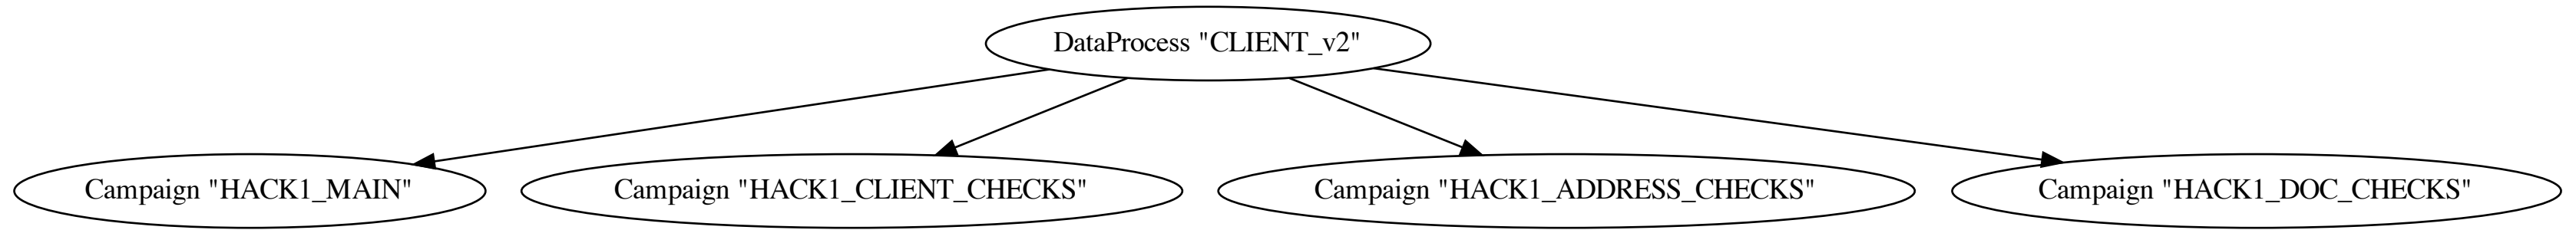 DataProcess "CLIENT_v2"
Campaign "HACK1_MAIN"
Campaign "HACK1_CLIENT_CHECKS"
Campaign "HACK1_ADDRESS_CHECKS"
Campaign "HACK1_DOC_CHECKS"